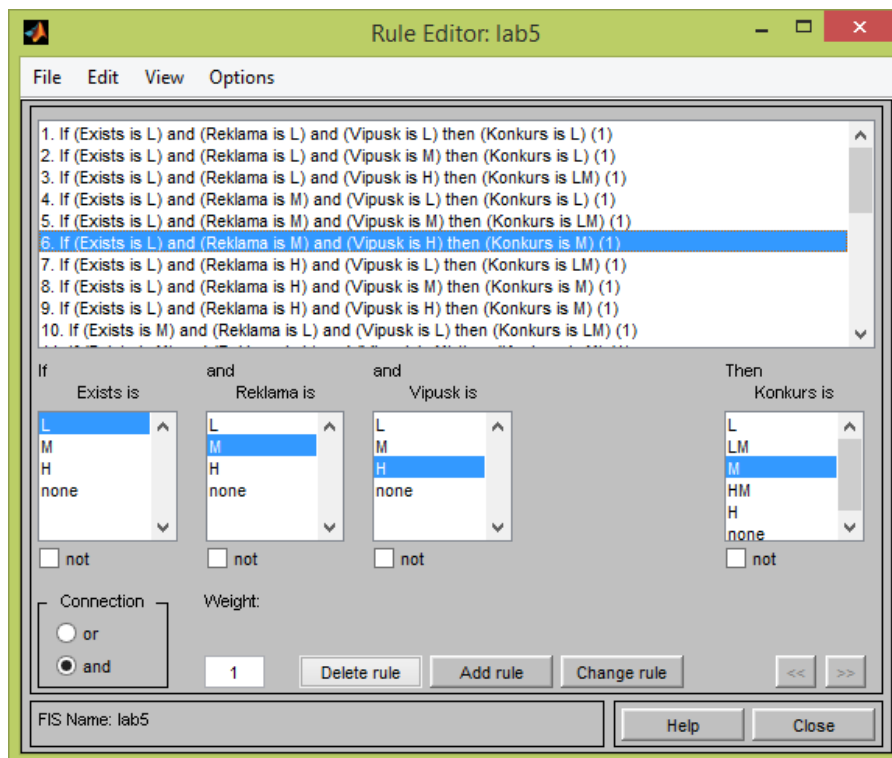 Rule Editor: lab5
File Edit View Options
1. If (Exists is L) and (Reklama is L) and (Vipusk is L) then (Konkurs is L) (1)
2. If (Exists is L) and (Reklama is L) and (Vipusk is M) then (Konkurs is L) (1)
3. If (Exists is L) and (Reklama is L) and (Vipusk is H) then (Konkurs is LM) (1)
4. If (Exists is L) and (Reklama is M) and (Vipusk is L) then (Konkurs is L) (1)
5. If (Exists is L) and (Reklama is M) and (Vipusk is M) then (Konkurs is LM) (1)
6. If (Exists is L) and (Reklama is M) and (Vipusk is H) then (Konkurs is M) (1)
7. If (Exists is L) and (Reklama is H) and (Vipusk is L) then (Konkurs is LM) (1)
8. If (Exists is L) and (Reklama is H) and (Vipusk is M) then (Konkurs is M) (1)
9. If (Exists is L) and (Reklama is H) and (Vipusk is H) then (Konkurs is M) (1)
10. If (Exists is M) and (Reklama is L) and (Vipusk is L) then (Konkurs is LM) (1)
If and and Then
Exists is Reklama is Vipusk is Konkurs is
L L L L
M M M LM
H H H M
none none none HM
H
none
not not not not
Connection Weight:
or
and 1 Delete rule Add rule Change rule << >>
FIS Name: lab5 Help Close